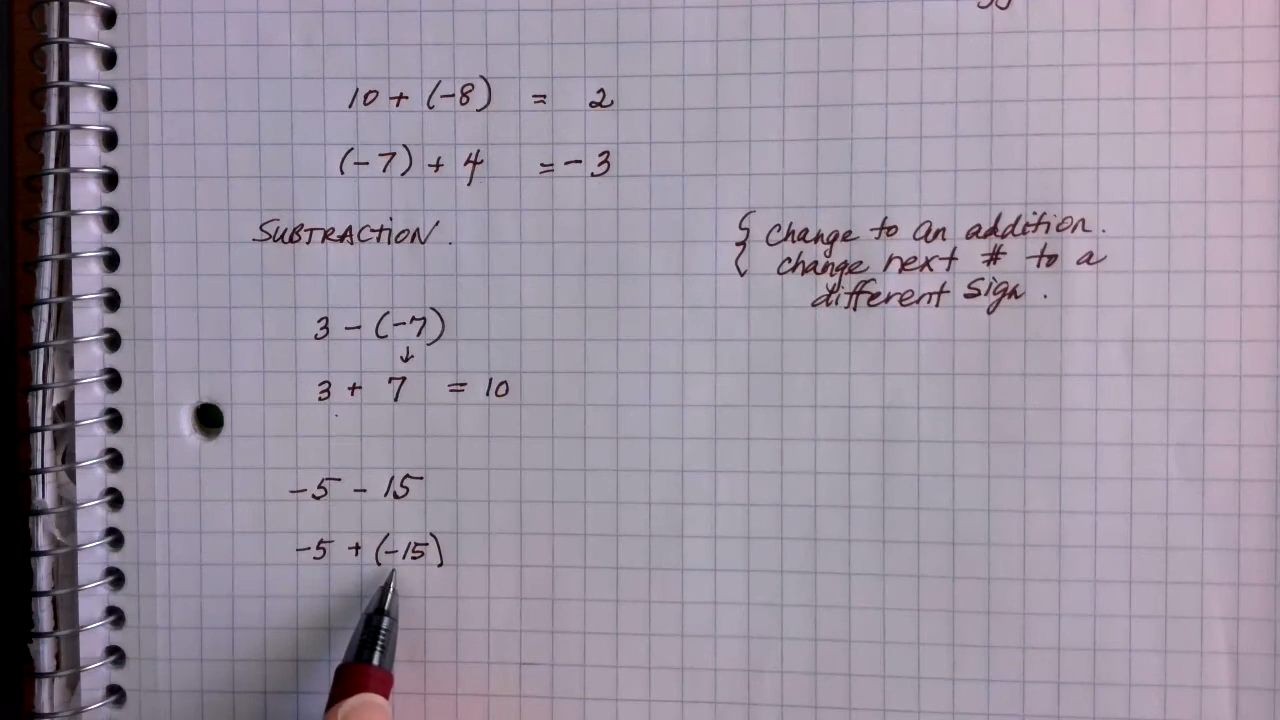 10 + (-8) = 2
(-7) + 4 = -3
SUBTRACTION.
{ change to an addition.
change next # to a
different sign.
3 - (-7)
↓
3 + 7 = 10
-5 - 15
-5 + (-15)